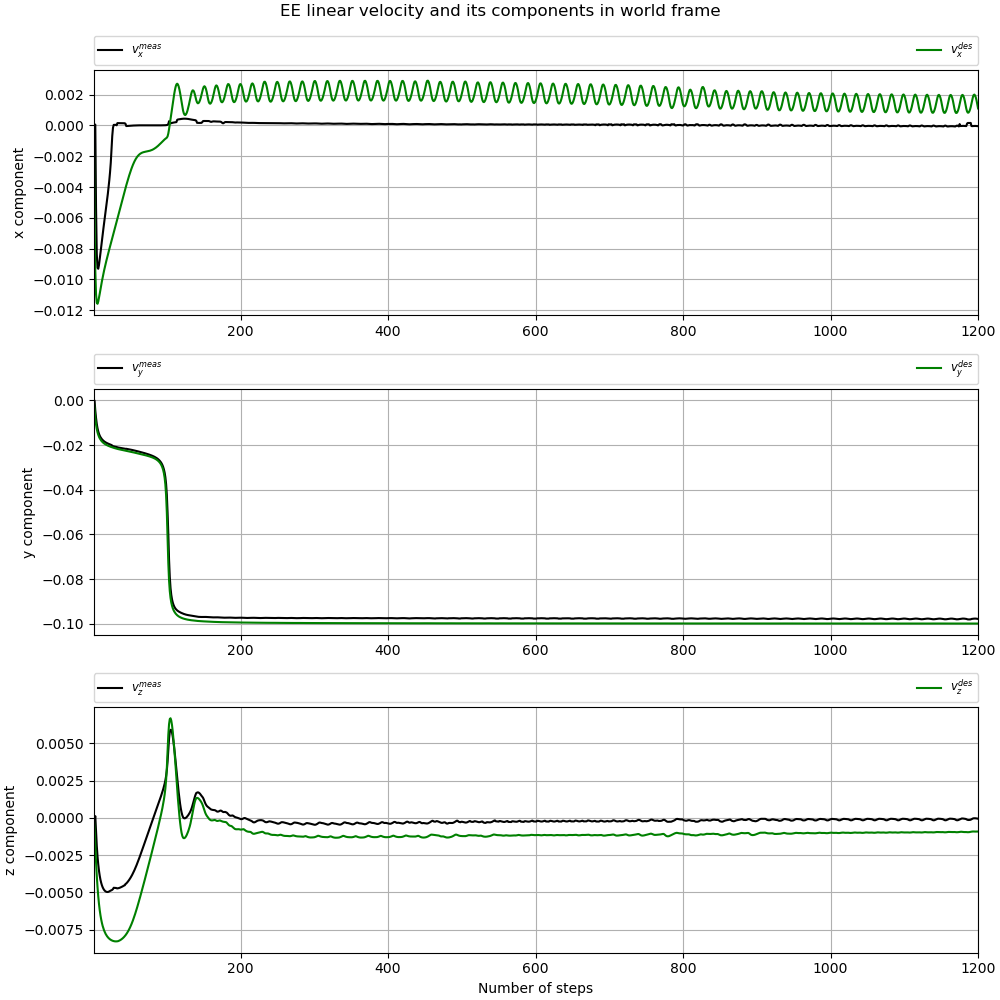 EE linear velocity and its components in world frame
v_x^meas v_x^des
0.002
0.000
−0.002
−0.004
−0.006
−0.008
−0.010
−0.012
x component
200 400 600 800 1000 1200
v_y^meas v_y^des
0.00
−0.02
−0.04
−0.06
−0.08
−0.10
y component
200 400 600 800 1000 1200
v_z^meas v_z^des
0.0050
0.0025
0.0000
−0.0025
−0.0050
−0.0075
z component
200 400 600 800 1000 1200
Number of steps